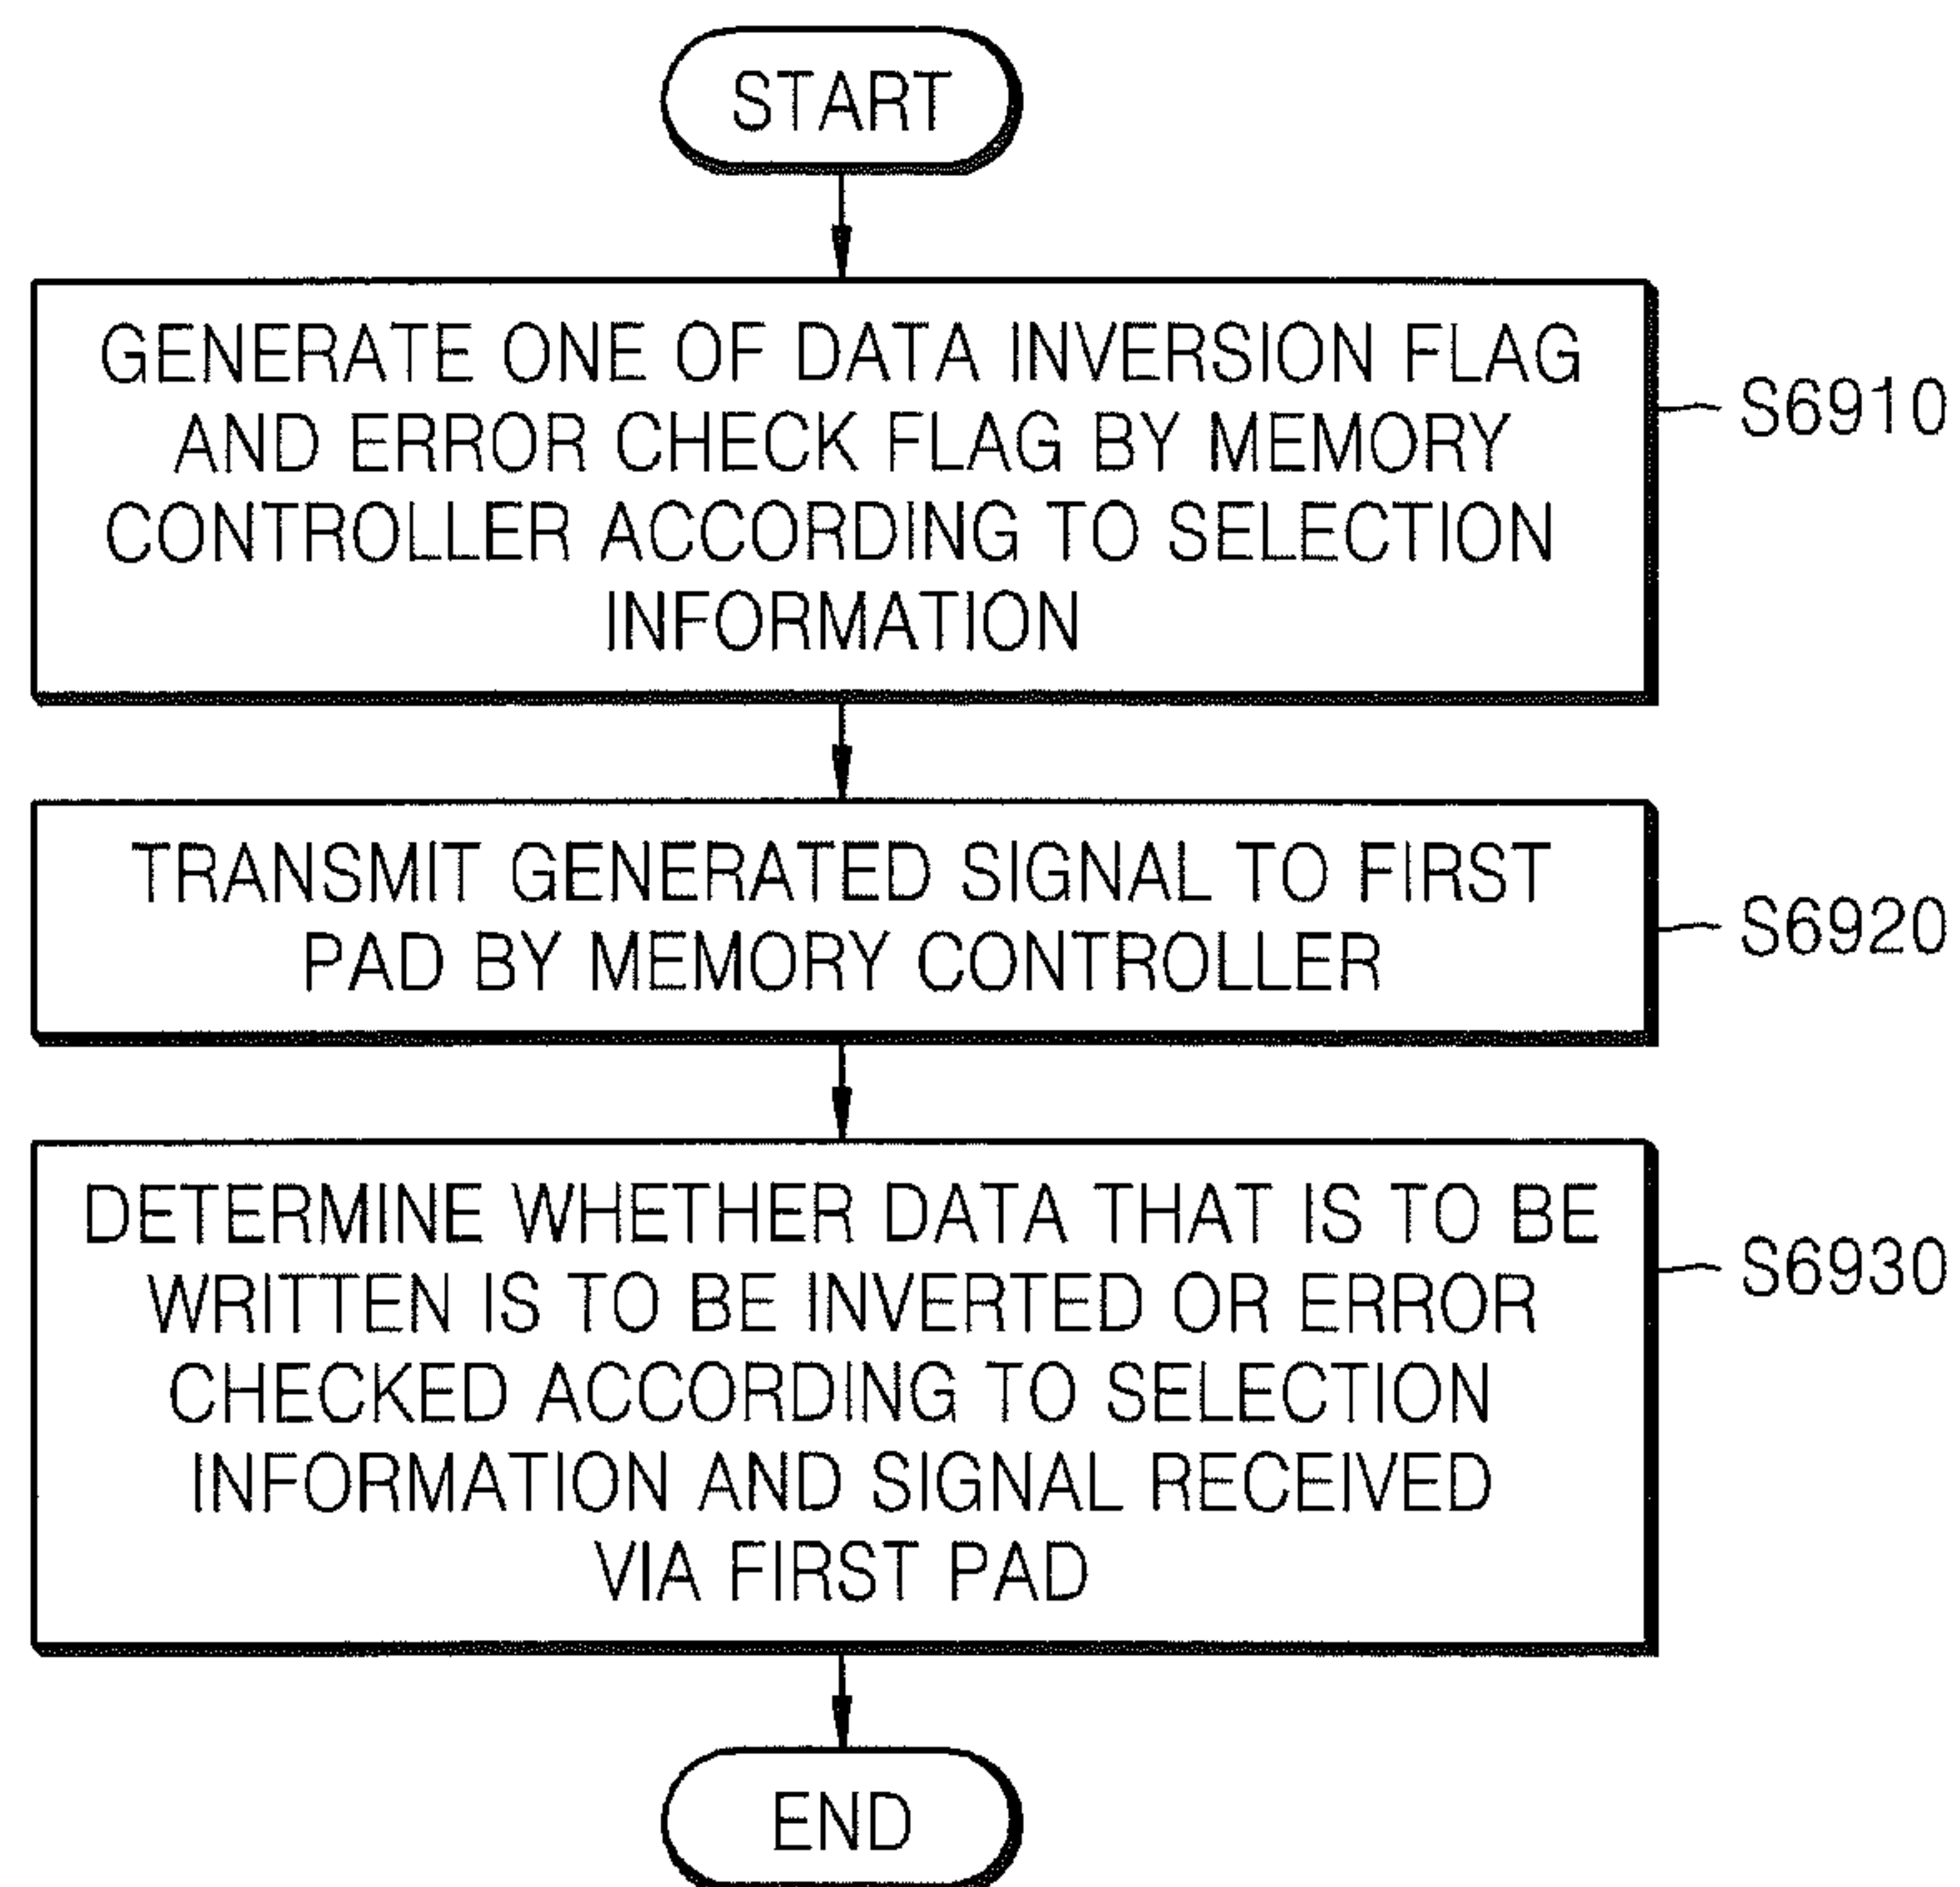 START
GENERATE ONE OF DATA INVERSION FLAG
AND ERROR CHECK FLAG BY MEMORY
CONTROLLER ACCORDING TO SELECTION
INFORMATION
S6910
TRANSMIT GENERATED SIGNAL TO FIRST
PAD BY MEMORY CONTROLLER
S6920
DETERMINE WHETHER DATA THAT IS TO BE
WRITTEN IS TO BE INVERTED OR ERROR
CHECKED ACCORDING TO SELECTION
INFORMATION AND SIGNAL RECEIVED
VIA FIRST PAD
S6930
END